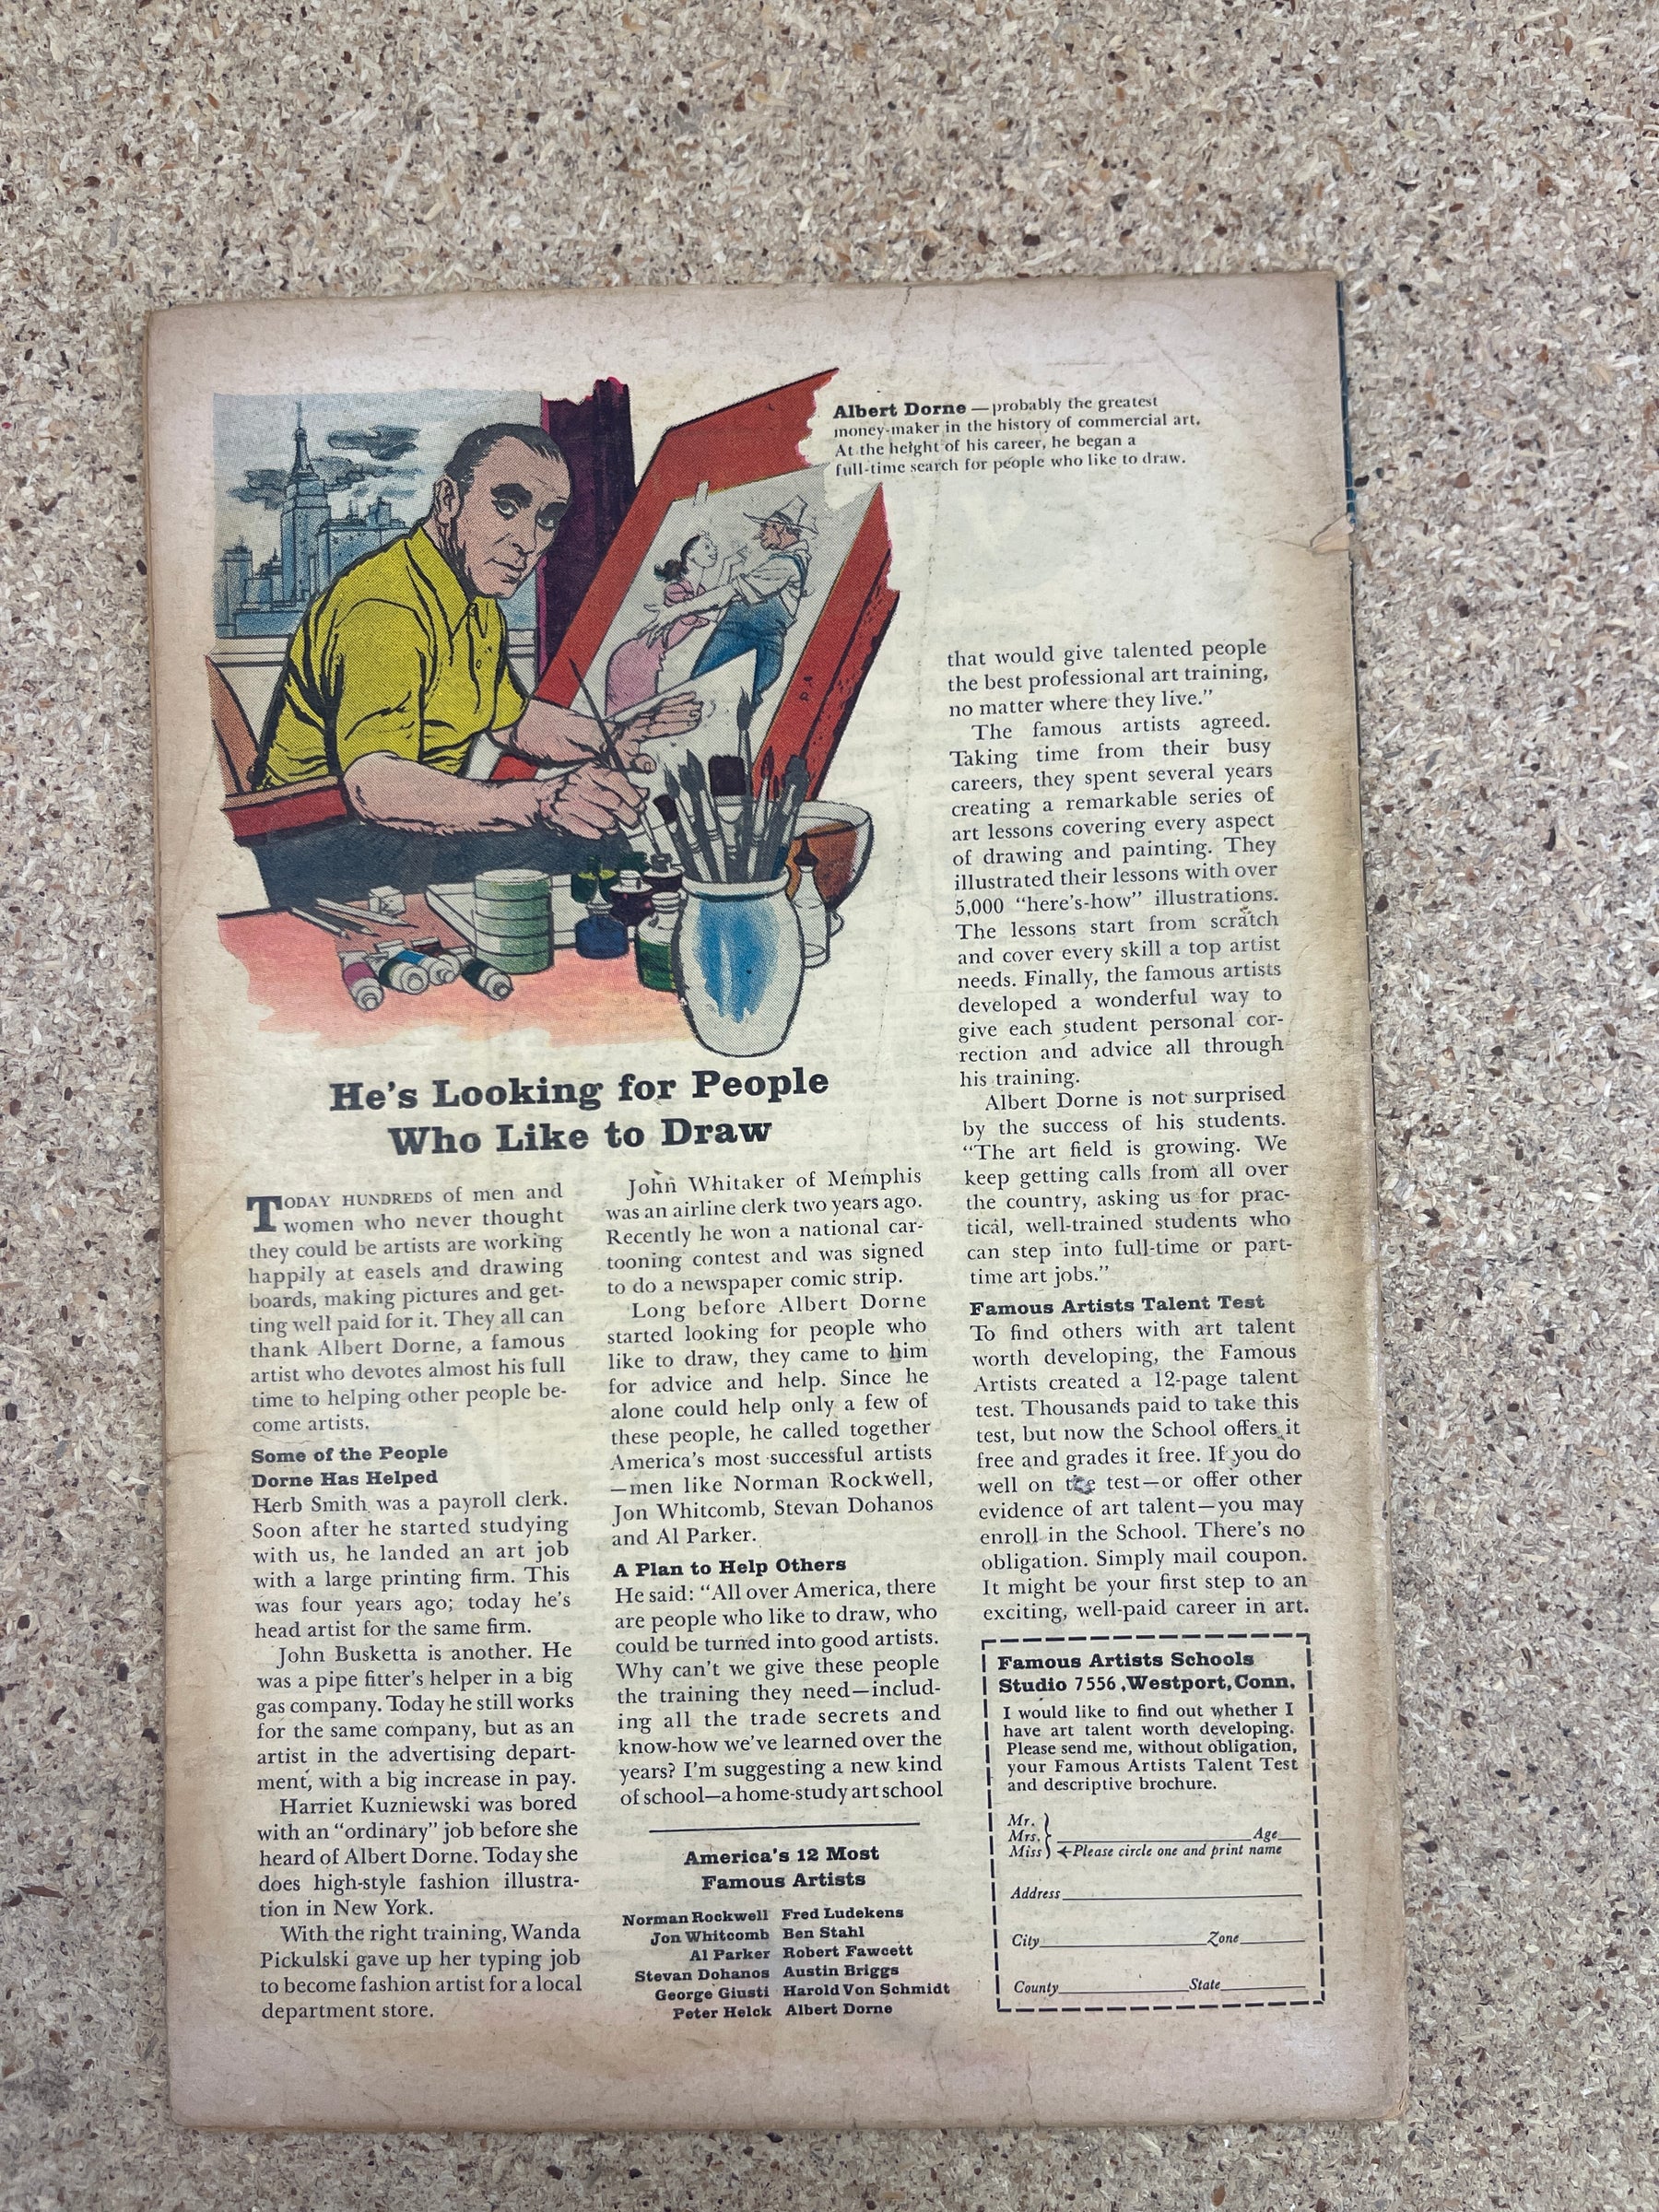 Albert Dorne — probably the greatest
money-maker in the history of commercial art.
At the height of his career, he began a
full-time search for people who like to draw.
He's Looking for People
Who Like to Draw
TODAY HUNDREDS of men and
women who never thought
they could be artists are working
happily at easels and drawing
boards, making pictures and get-
ting well paid for it. They all can
thank Albert Dorne, a famous
artist who devotes almost his full
time to helping other people be-
come artists.
Some of the People
Dorne Has Helped
Herb Smith was a payroll clerk.
Soon after he started studying
with us, he landed an art job
with a large printing firm. This
was four years ago; today he's
head artist for the same firm.
John Busketta is another. He
was a pipe fitter's helper in a big
gas company. Today he still works
for the same company, but as an
artist in the advertising depart-
ment, with a big increase in pay.
Harriet Kuzniewski was bored
with an “ordinary” job before she
heard of Albert Dorne. Today she
does high-style fashion illustra-
tion in New York.
With the right training, Wanda
Pickulski gave up her typing job
to become fashion artist for a local
department store.
John Whitaker of Memphis
was an airline clerk two years ago.
Recently he won a national car-
tooning contest and was signed
to do a newspaper comic strip.
Long before Albert Dorne
started looking for people who
like to draw, they came to him
for advice and help. Since he
alone could help only a few of
these people, he called together
America's most successful artists
—men like Norman Rockwell,
Jon Whitcomb, Stevan Dohanos
and Al Parker.
A Plan to Help Others
He said: “All over America, there
are people who like to draw, who
could be turned into good artists.
Why can't we give these people
the training they need—includ-
ing all the trade secrets and
know-how we've learned over the
years? I'm suggesting a new kind
of school—a home-study art school
America's 12 Most
Famous Artists
Norman Rockwell Fred Ludekens
Jon Whitcomb Ben Stahl
Al Parker Robert Fawcett
Stevan Dohanos Austin Briggs
George Giusti Harold Von Schmidt
Peter Helck Albert Dorne
that would give talented people
the best professional art training,
no matter where they live.”
The famous artists agreed.
Taking time from their busy
careers, they spent several years
creating a remarkable series of
art lessons covering every aspect
of drawing and painting. They
illustrated their lessons with over
5,000 “here's-how” illustrations.
The lessons start from scratch
and cover every skill a top artist
needs. Finally, the famous artists
developed a wonderful way to
give each student personal cor-
rection and advice all through
his training.
Albert Dorne is not surprised
by the success of his students.
“The art field is growing. We
keep getting calls from all over
the country, asking us for prac-
tical, well-trained students who
can step into full-time or part-
time art jobs.”
Famous Artists Talent Test
To find others with art talent
worth developing, the Famous
Artists created a 12-page talent
test. Thousands paid to take this
test, but now the School offers it
free and grades it free. If you do
well on the test—or offer other
evidence of art talent—you may
enroll in the School. There's no
obligation. Simply mail coupon.
It might be your first step to an
exciting, well-paid career in art.
Famous Artists Schools
Studio 7556, Westport, Conn.
I would like to find out whether I
have art talent worth developing.
Please send me, without obligation,
your Famous Artists Talent Test
and descriptive brochure.
Mr.
Mrs. Age
Miss ←Please circle one and print name
Address
City Zone
County State